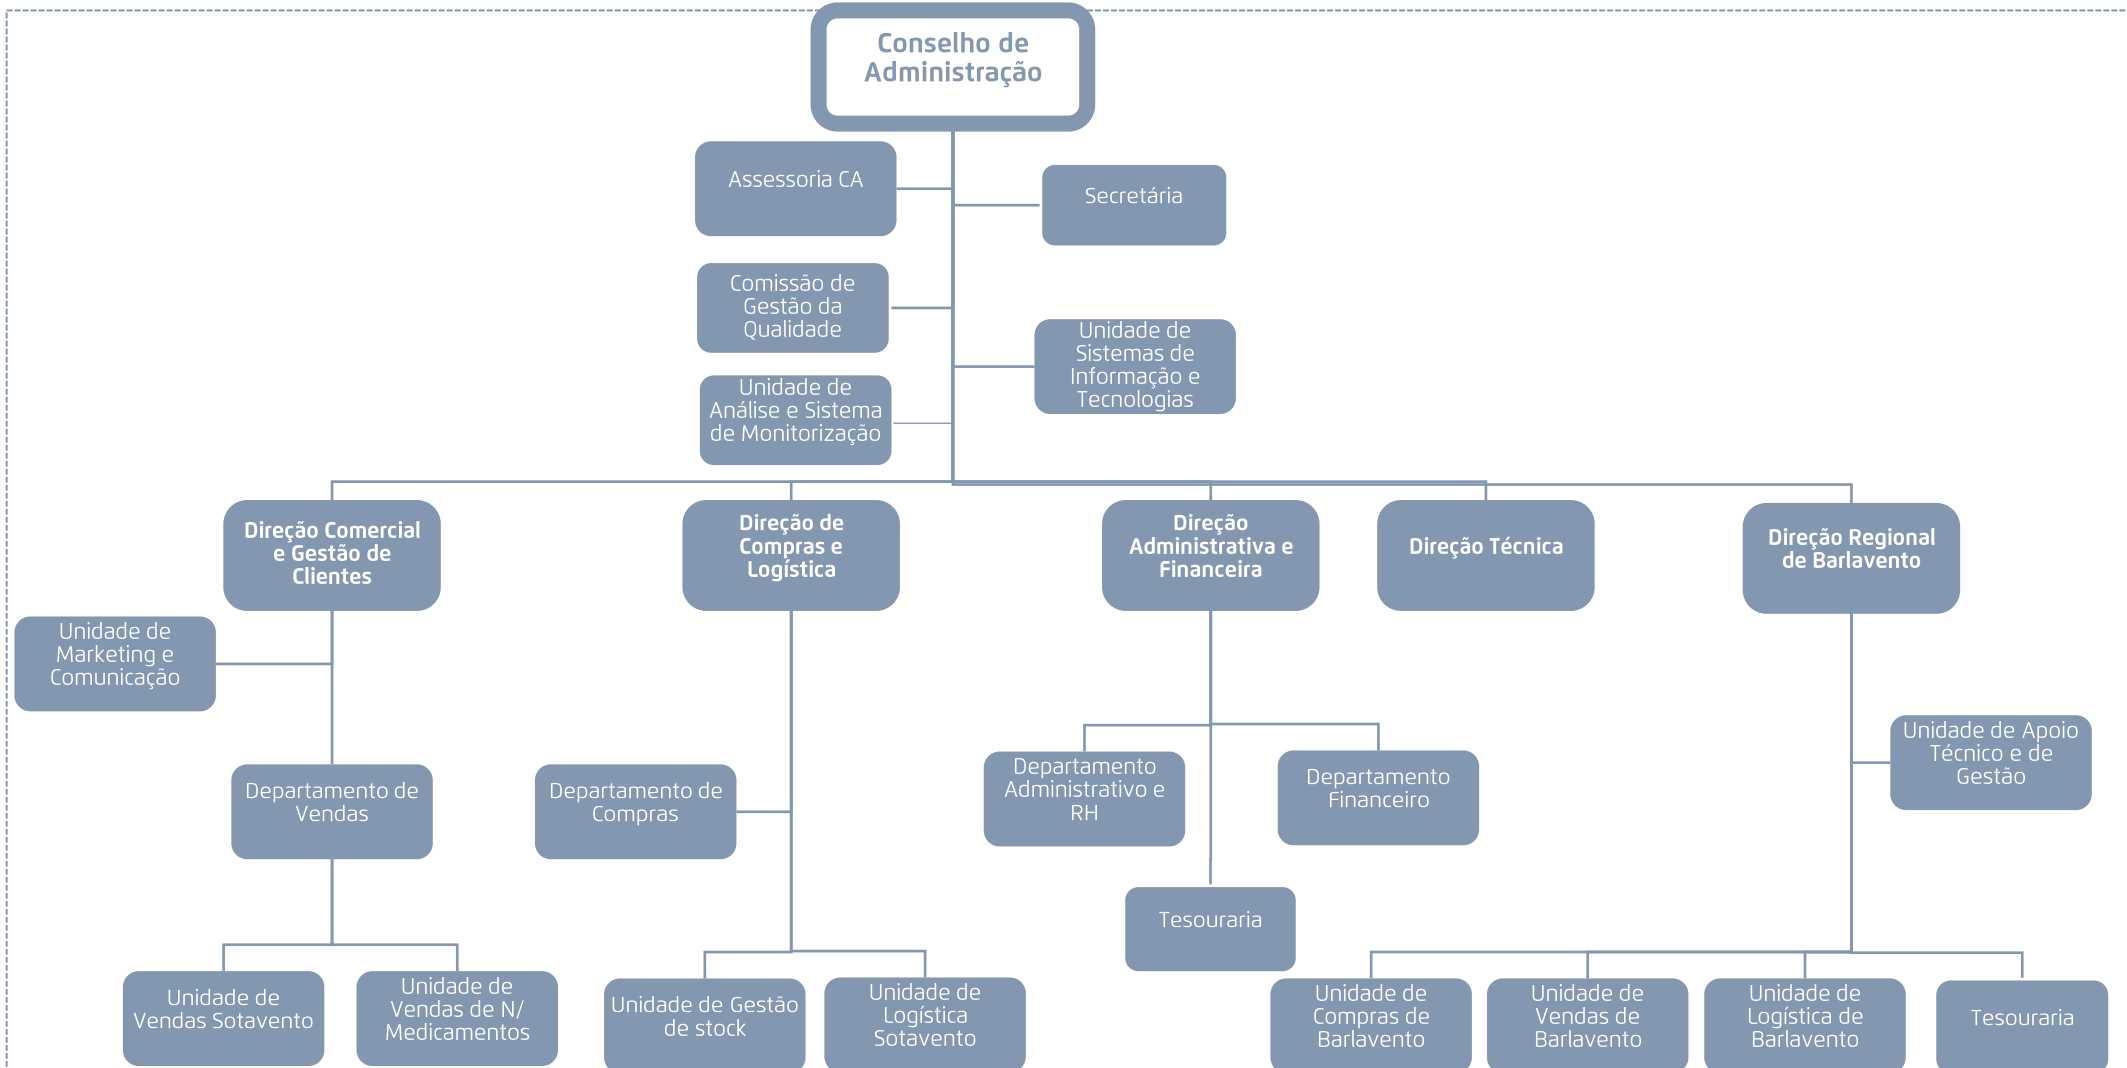 Conselho de
Administração
Assessoria CA
Secretária
Comissão de
Gestão da
Qualidade
Unidade de
Sistemas de
Informação e
Tecnologias
Unidade de
Análise e Sistema
de Monitorização
Direção Comercial
e Gestão de
Clientes
Direção de
Compras e
Logística
Direção
Administrativa e
Financeira
Direção Técnica
Direção Regional
de Barlavento
Unidade de
Marketing e
Comunicação
Departamento de
Vendas
Departamento de
Compras
Departamento
Administrativo e
RH
Departamento
Financeiro
Unidade de Apoio
Técnico e de
Gestão
Tesouraria
Unidade de
Vendas Sotavento
Unidade de
Vendas de N/
Medicamentos
Unidade de Gestão
de stock
Unidade de
Logística
Sotavento
Unidade de
Compras de
Barlavento
Unidade de
Vendas de
Barlavento
Unidade de
Logística de
Barlavento
Tesouraria